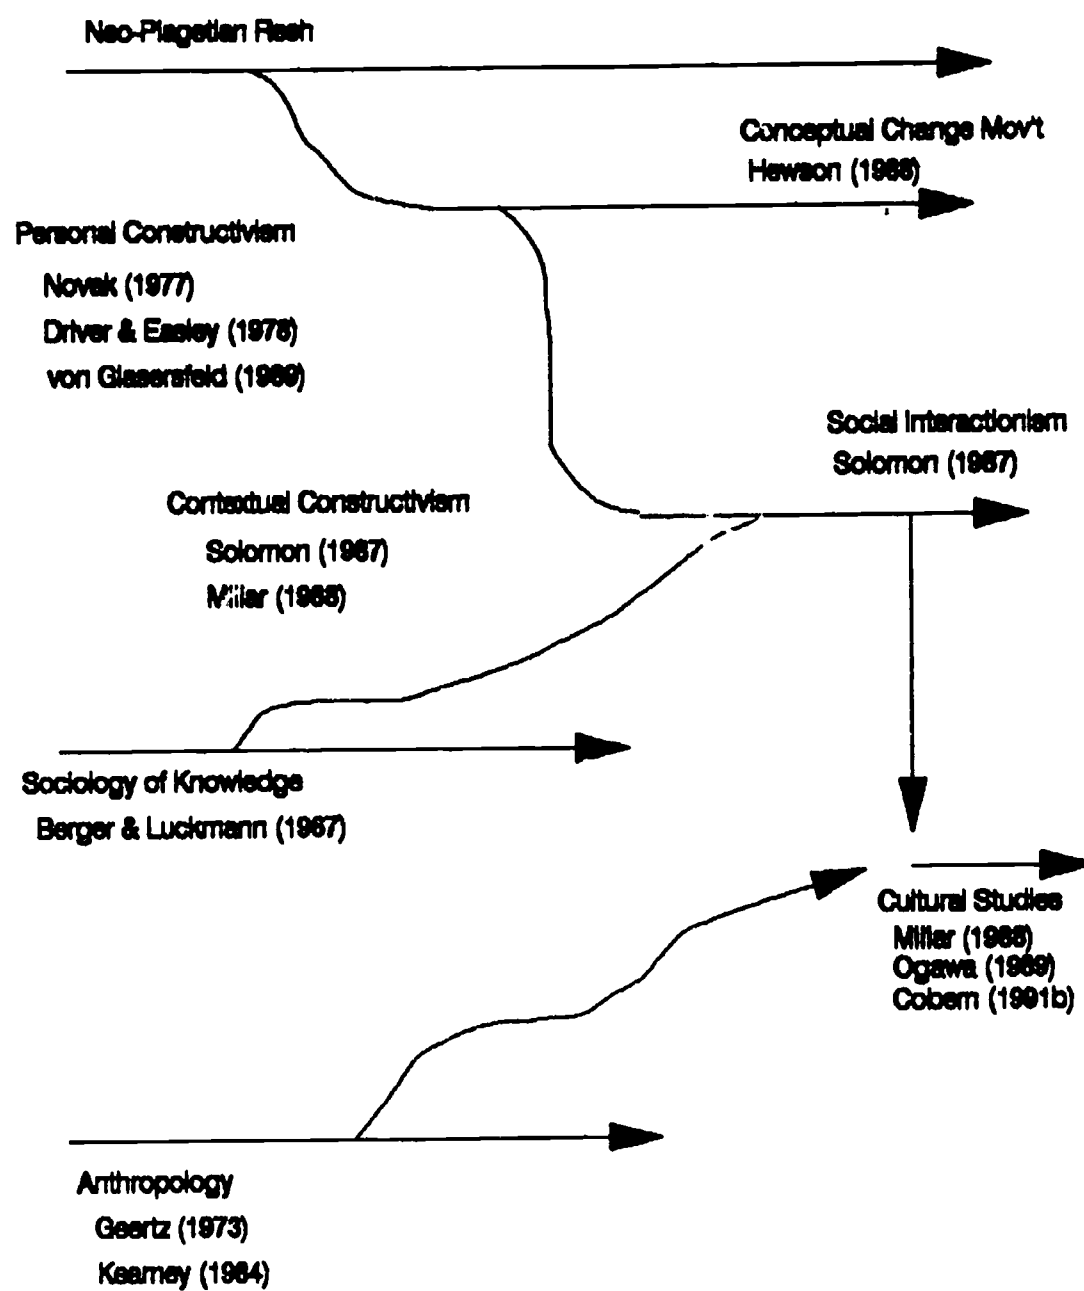 Neo-Piagetian Resh
Conceptual Change Mov't
Hewson (1988)
Personal Constructivism
Novak (1977)
Driver & Easley (1978)
von Glasersfeld (1989)
Social Interactionism
Solomon (1987)
Contextual Constructivism
Solomon (1987)
Millar (1988)
Sociology of Knowledge
Berger & Luckmann (1967)
Cultural Studies
Millar (1988)
Ogawa (1989)
Cobern (1991b)
Anthropology
Geertz (1973)
Kearney (1984)